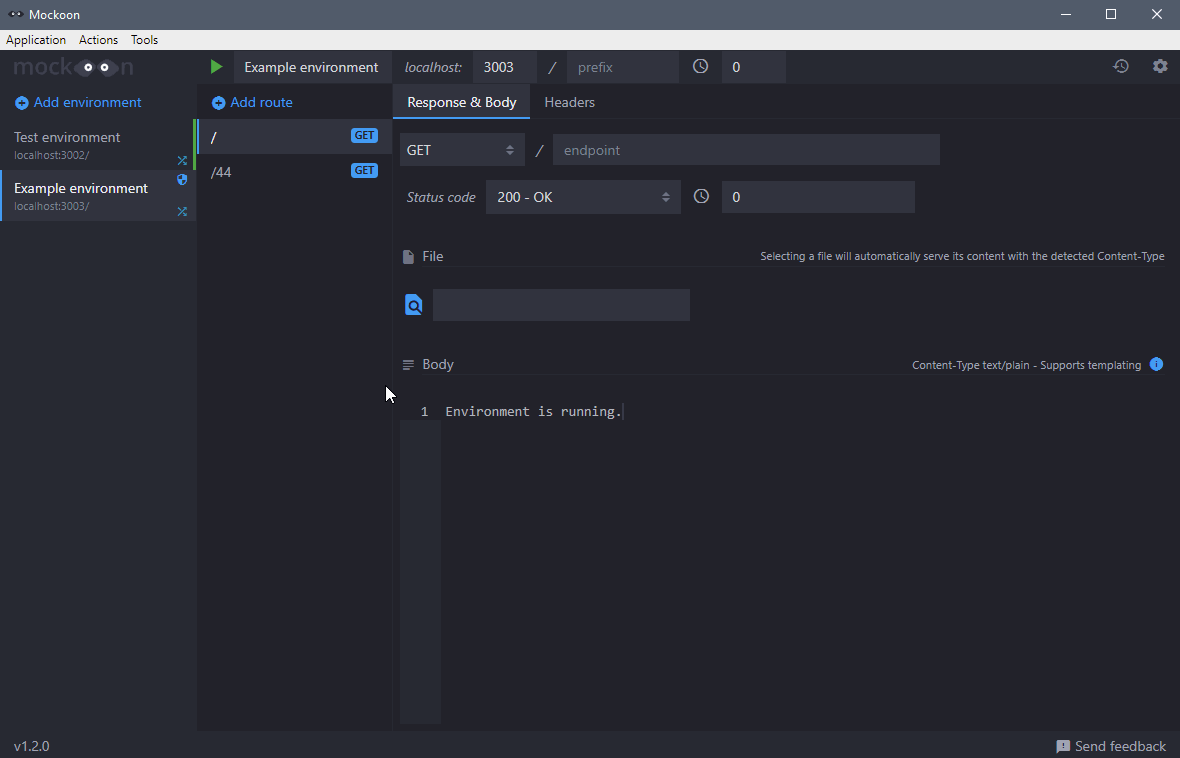 Mockoon
Application Actions Tools
mockoon
Example environment localhost: 3003 / prefix 0
Add environment
Add route
Response & Body Headers
Test environment
localhost:3002/
Example environment
localhost:3003/
/ GET
/44 GET
GET / endpoint
Status code 200 - OK 0
File Selecting a file will automatically serve its content with the detected Content-Type
Body Content-Type text/plain - Supports templating
1 Environment is running.
v1.2.0 Send feedback